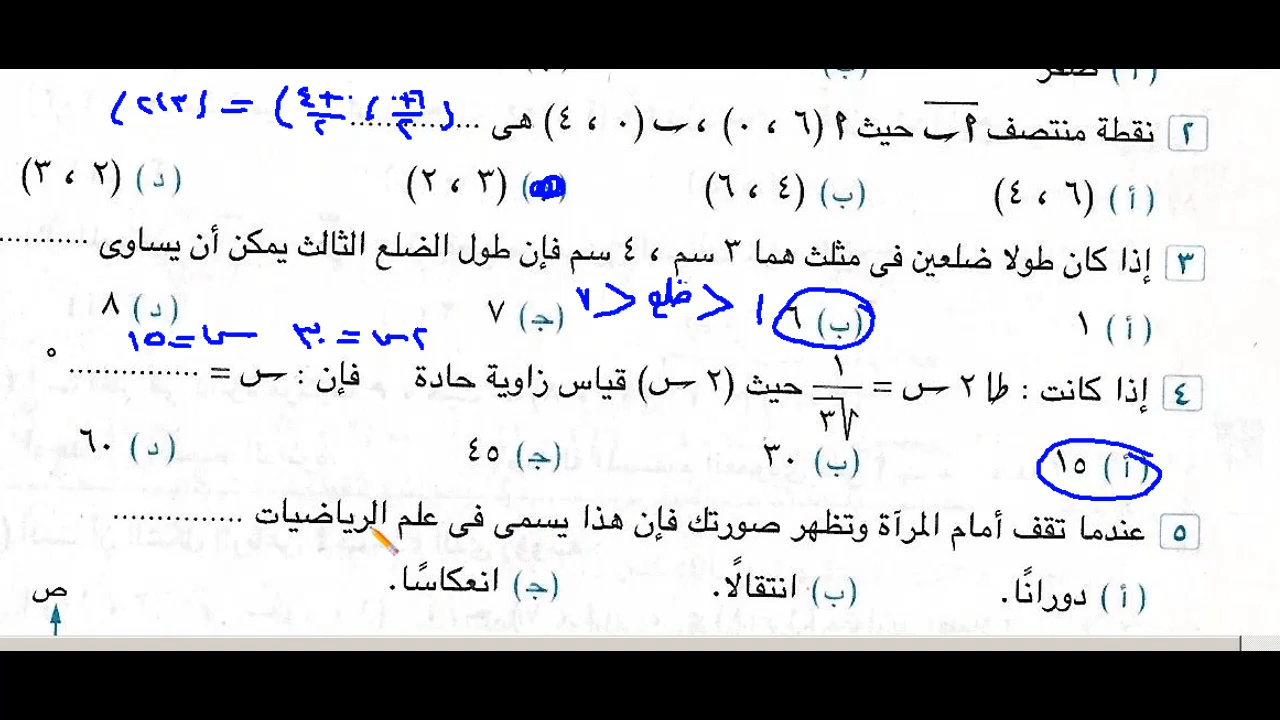 (أ) صفر (ب)
(٦+٠/٢ ، ٠+٤/٢) = (٣ ، ٢)
٢ نقطة منتصف أب حيث أ (٦ ، ٠) ، ب (٠ ، ٤) هى ...............
(أ) (٦ ، ٤) (ب) (٤ ، ٦) (٣ ، ٢) (د) (٢ ، ٣)
٣ إذا كان طولا ضلعين فى مثلث هما ٣ سم ، ٤ سم فإن طول الضلع الثالث يمكن أن يساوى ...........
(أ) ١ (ب) ٦ (جـ) ٧ (د) ٨
١ < ضلع < ٧
٢س = ٣٠ س = ١٥
٤ إذا كانت : طا ٢ س = ١/√٣ حيث (٢ س) قياس زاوية حادة فإن : س = ...............°
(أ) ١٥ (ب) ٣٠ (جـ) ٤٥ (د) ٦٠
٥ عندما تقف أمام المرآة وتظهر صورتك فإن هذا يسمى فى علم الرياضيات ...............
(أ) دورانًا. (ب) انتقالًا. (جـ) انعكاسًا.
ص